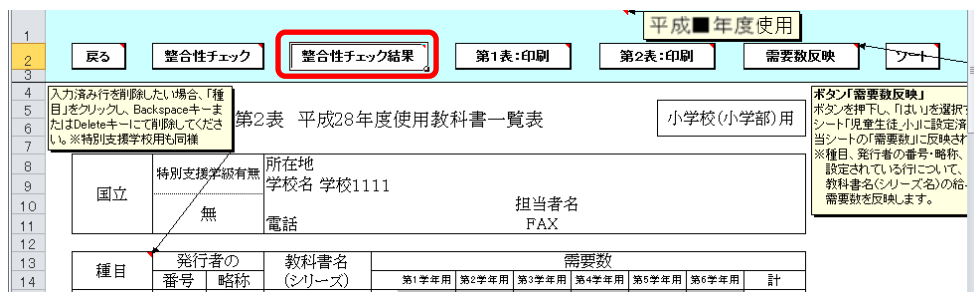 平成■年度使用
1
2
3
4
5
6
7
8
9
10
11
12
13
14
戻る 整合性チェック 整合性チェック結果 第1表:印刷 第2表:印刷 需要数反映 ソート
入力済み行を削除したい場合、「種
目」をクリックし、Backspaceキーま
たはDeleteキーにて削除してくださ
い。※特別支援学校用も同様
第2表 平成28年度使用教科書一覧表
小学校(小学部)用
ボタン「需要数反映」
ボタンを押下し、「はい」を選択す
シート「児童生徒_小」に設定済
当シートの「需要数」に反映され
※種目、発行者の番号・略称、
設定されている行について、
教科書名(シリーズ名)の給
需要数を反映します。
国立
特別支援学級有無
無
所在地
学校名 学校1111
担当者名
電話 FAX
種目
発行者の
番号 略称
教科書名
(シリーズ)
需要数
第1学年用 第2学年用 第3学年用 第4学年用 第5学年用 第6学年用 計